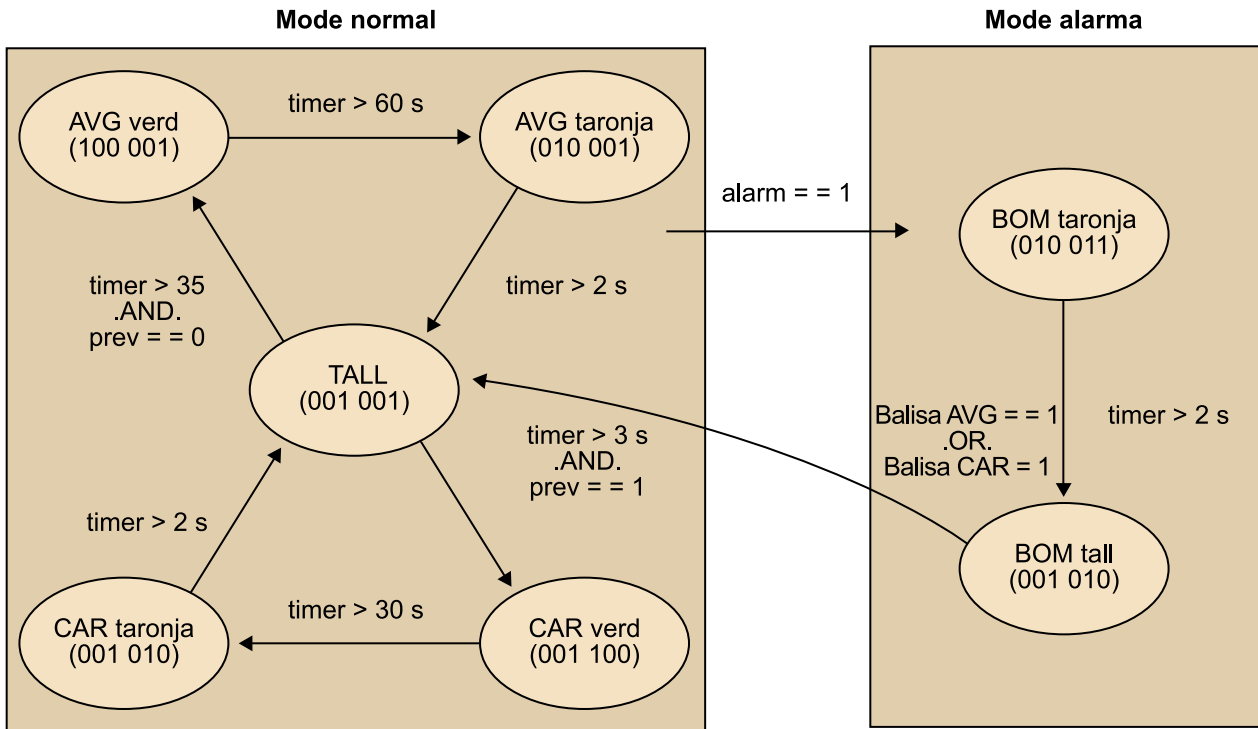 Mode normal
Mode alarma
AVG verd
(100 001)
timer > 60 s
AVG taronja
(010 001)
alarm = = 1
BOM taronja
(010 011)
timer > 35
.AND.
prev = = 0
timer > 2 s
TALL
(001 001)
timer > 3 s
.AND.
prev = = 1
Balisa AVG = = 1
.OR.
Balisa CAR = 1
timer > 2 s
timer > 2 s
CAR taronja
(001 010)
timer > 30 s
CAR verd
(001 100)
BOM tall
(001 010)